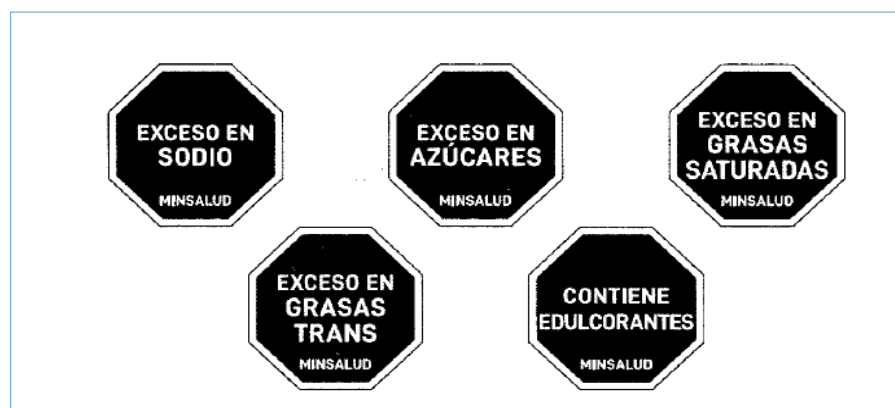 EXCESO EN
SODIO
MINSALUD
EXCESO EN
AZÚCARES
MINSALUD
EXCESO EN
GRASAS
SATURADAS
MINSALUD
EXCESO EN
GRASAS
TRANS
MINSALUD
CONTIENE
EDULCORANTES
MINSALUD